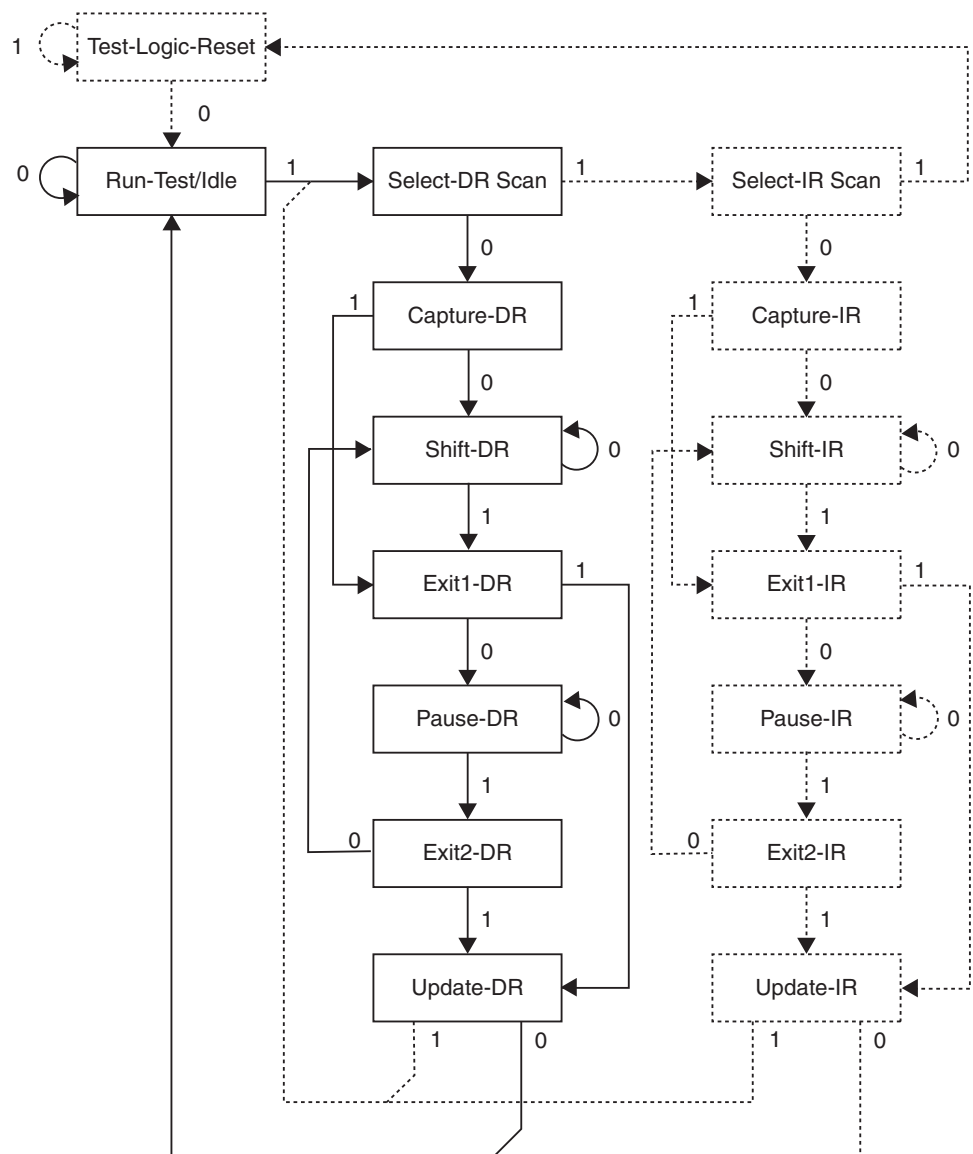 1
Test-Logic-Reset
0
0
Run-Test/Idle
1
Select-DR Scan
1
Select-IR Scan
1
0
0
1
Capture-DR
1
Capture-IR
0
0
Shift-DR
0
Shift-IR
0
1
1
Exit1-DR
1
Exit1-IR
1
0
0
Pause-DR
0
Pause-IR
0
1
1
0
Exit2-DR
0
Exit2-IR
1
1
Update-DR
Update-IR
1
0
1
0